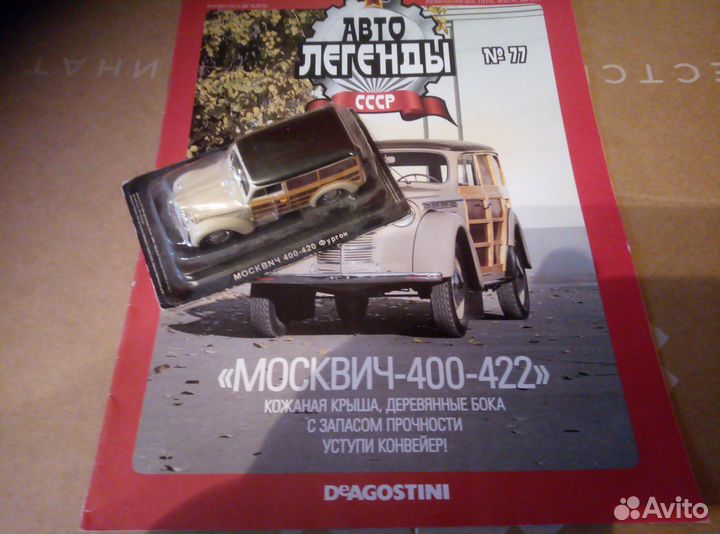 АВТО
ЛЕГЕНДЫ
СССР
№ 77
МОСКВИЧ 400-420 Фургон
«МОСКВИЧ-400-422»
КОЖАНАЯ КРЫША, ДЕРЕВЯННЫЕ БОКА
С ЗАПАСОМ ПРОЧНОСТИ
УСТУПИ КОНВЕЙЕР!
DEAGOSTINI
Avito